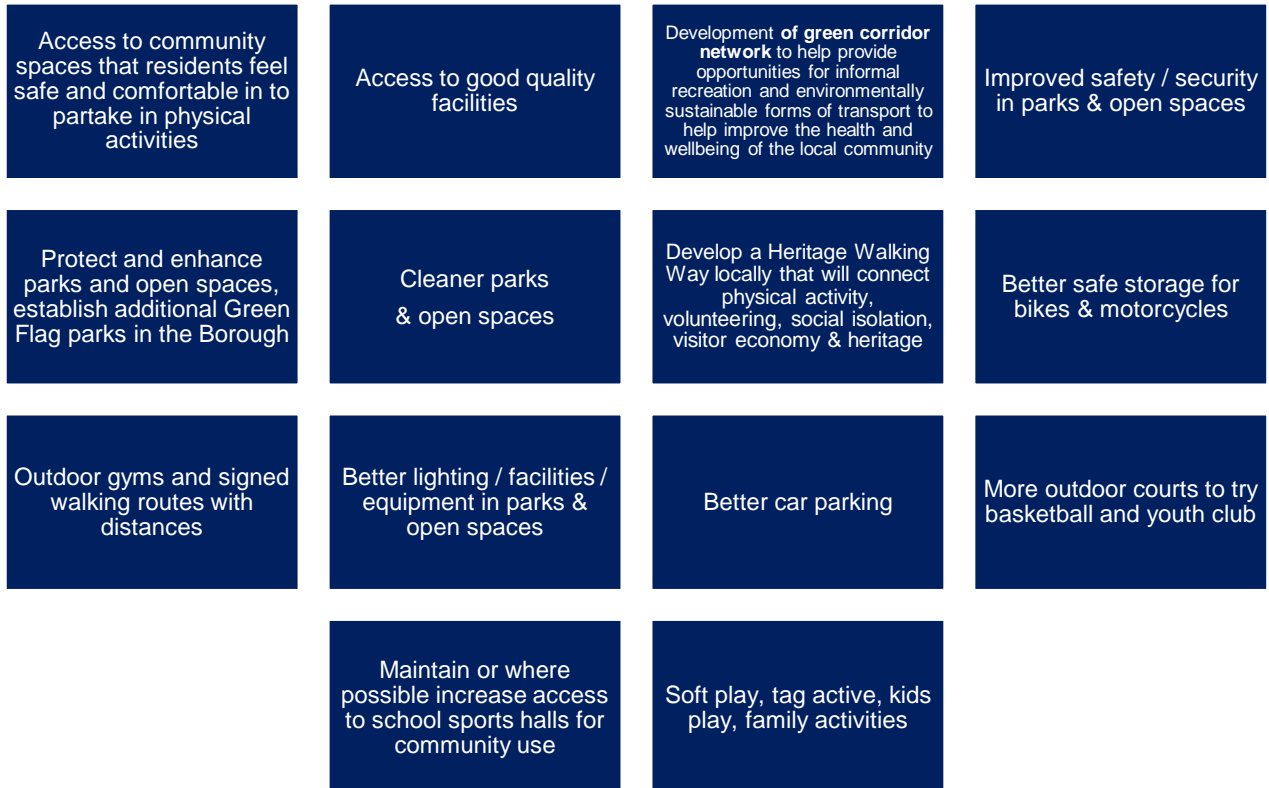 Access to community
spaces that residents feel
safe and comfortable in to
partake in physical
activities
Access to good quality
facilities
Development of green corridor
network to help provide
opportunities for informal
recreation and environmentally
sustainable forms of transport to
help improve the health and
wellbeing of the local community
Improved safety / security
in parks & open spaces
Protect and enhance
parks and open spaces,
establish additional Green
Flag parks in the Borough
Cleaner parks
& open spaces
Develop a Heritage Walking
Way locally that will connect
physical activity,
volunteering, social isolation,
visitor economy & heritage
Better safe storage for
bikes & motorcycles
Outdoor gyms and signed
walking routes with
distances
Better lighting / facilities /
equipment in parks &
open spaces
Better car parking
More outdoor courts to try
basketball and youth club
Maintain or where
possible increase access
to school sports halls for
community use
Soft play, tag active, kids
play, family activities